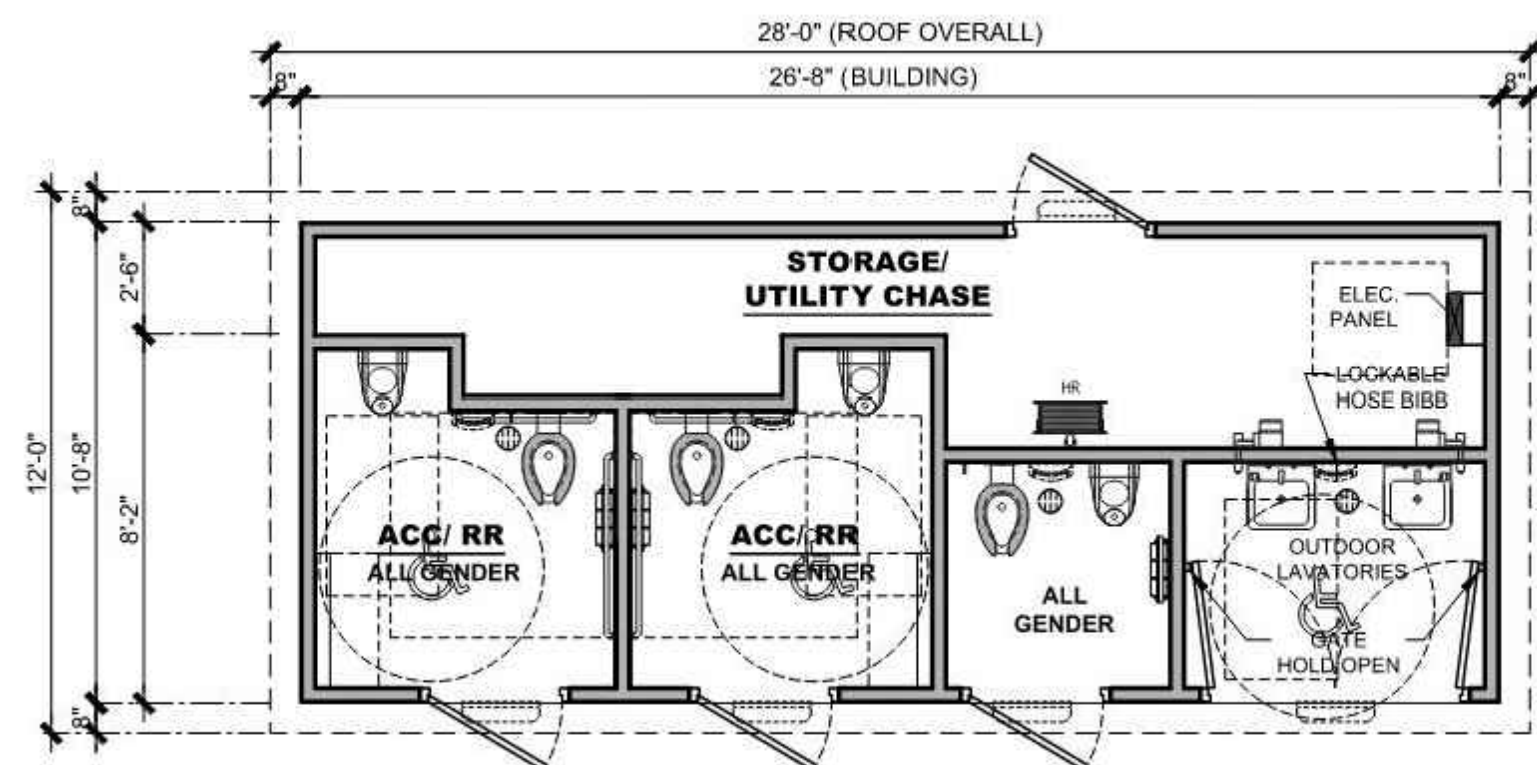 28'-0" (ROOF OVERALL)
8"
26'-8" (BUILDING)
8"
12'-0"
8"
10'-8"
8"
2'-6"
8'-2"
STORAGE/
UTILITY CHASE
ELEC.
PANEL
LOCKABLE
HOSE BIBB
HR
ACC/ RR
ALL GENDER
ACC/ RR
ALL GENDER
ALL
GENDER
OUTDOOR
LAVATORIES
GATE
HOLD OPEN